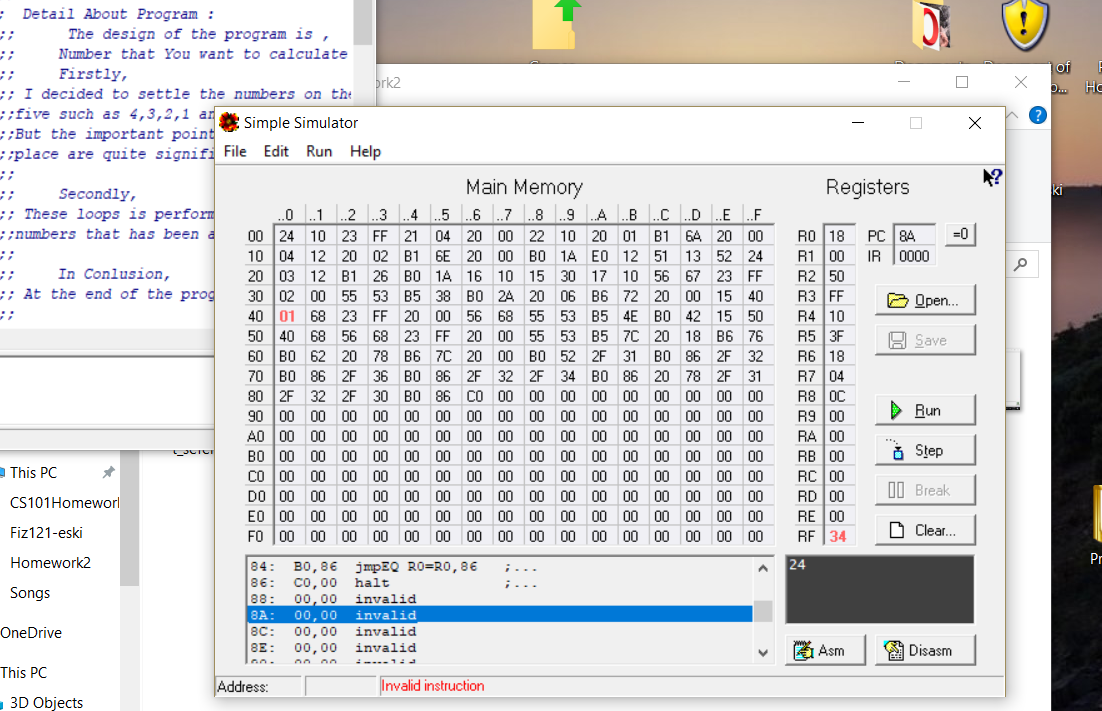 ;  Detail About Program :
;;      The design of the program is ,
;;     Number that You want to calculate
;;     Firstly,
;; I decided to settle the numbers on the
;;five such as 4,3,2,1 an
;;But the important point
;;place are quite signifi
;;
;;     Secondly,
;; These loops is perform
;;numbers that has been a
;;
;;     In Conlusion,
;; At the end of the prog
;;
rk2
of
Simple Simulator
File Edit Run Help
Main Memory
Registers
..0 ..1 ..2 ..3 ..4 ..5 ..6 ..7 ..8 ..9 ..A ..B ..C ..D ..E ..F
00 24 10 23 FF 21 04 20 00 22 10 20 01 B1 6A 20 00
10 04 12 20 02 B1 6E 20 00 B0 1A E0 12 51 13 52 24
20 03 12 B1 26 B0 1A 16 10 15 30 17 10 56 67 23 FF
30 02 00 55 53 B5 38 B0 2A 20 06 B6 72 20 00 15 40
40 01 68 23 FF 20 00 56 68 55 53 B5 4E B0 42 15 50
50 40 68 56 68 23 FF 20 00 55 53 B5 7C 20 18 B6 76
60 B0 62 20 78 B6 7C 20 00 B0 52 2F 31 B0 86 2F 32
70 B0 86 2F 36 B0 86 2F 32 2F 34 B0 86 20 78 2F 31
80 2F 32 2F 30 B0 86 C0 00 00 00 00 00 00 00 00 00
90 00 00 00 00 00 00 00 00 00 00 00 00 00 00 00 00
A0 00 00 00 00 00 00 00 00 00 00 00 00 00 00 00 00
B0 00 00 00 00 00 00 00 00 00 00 00 00 00 00 00 00
C0 00 00 00 00 00 00 00 00 00 00 00 00 00 00 00 00
D0 00 00 00 00 00 00 00 00 00 00 00 00 00 00 00 00
E0 00 00 00 00 00 00 00 00 00 00 00 00 00 00 00 00
F0 00 00 00 00 00 00 00 00 00 00 00 00 00 00 00 00
R0 18
R1 00
R2 50
R3 FF
R4 10
R5 3F
R6 18
R7 04
R8 0C
R9 00
RA 00
RB 00
RC 00
RD 00
RE 00
RF 34
PC 8A =0
IR 0000
Open...
Save
Run
Step
Break
Clear...
84:  B0,86  jmpEQ R0=R0,86   ;...
86:  C0,00  halt             ;...
88:  00,00  invalid
8A:  00,00  invalid
8C:  00,00  invalid
8E:  00,00  invalid
24
Asm
Disasm
Address:
Invalid instruction
This PC
CS101Homework
Fiz121-eski
Homework2
Songs
OneDrive
This PC
3D Objects
ki